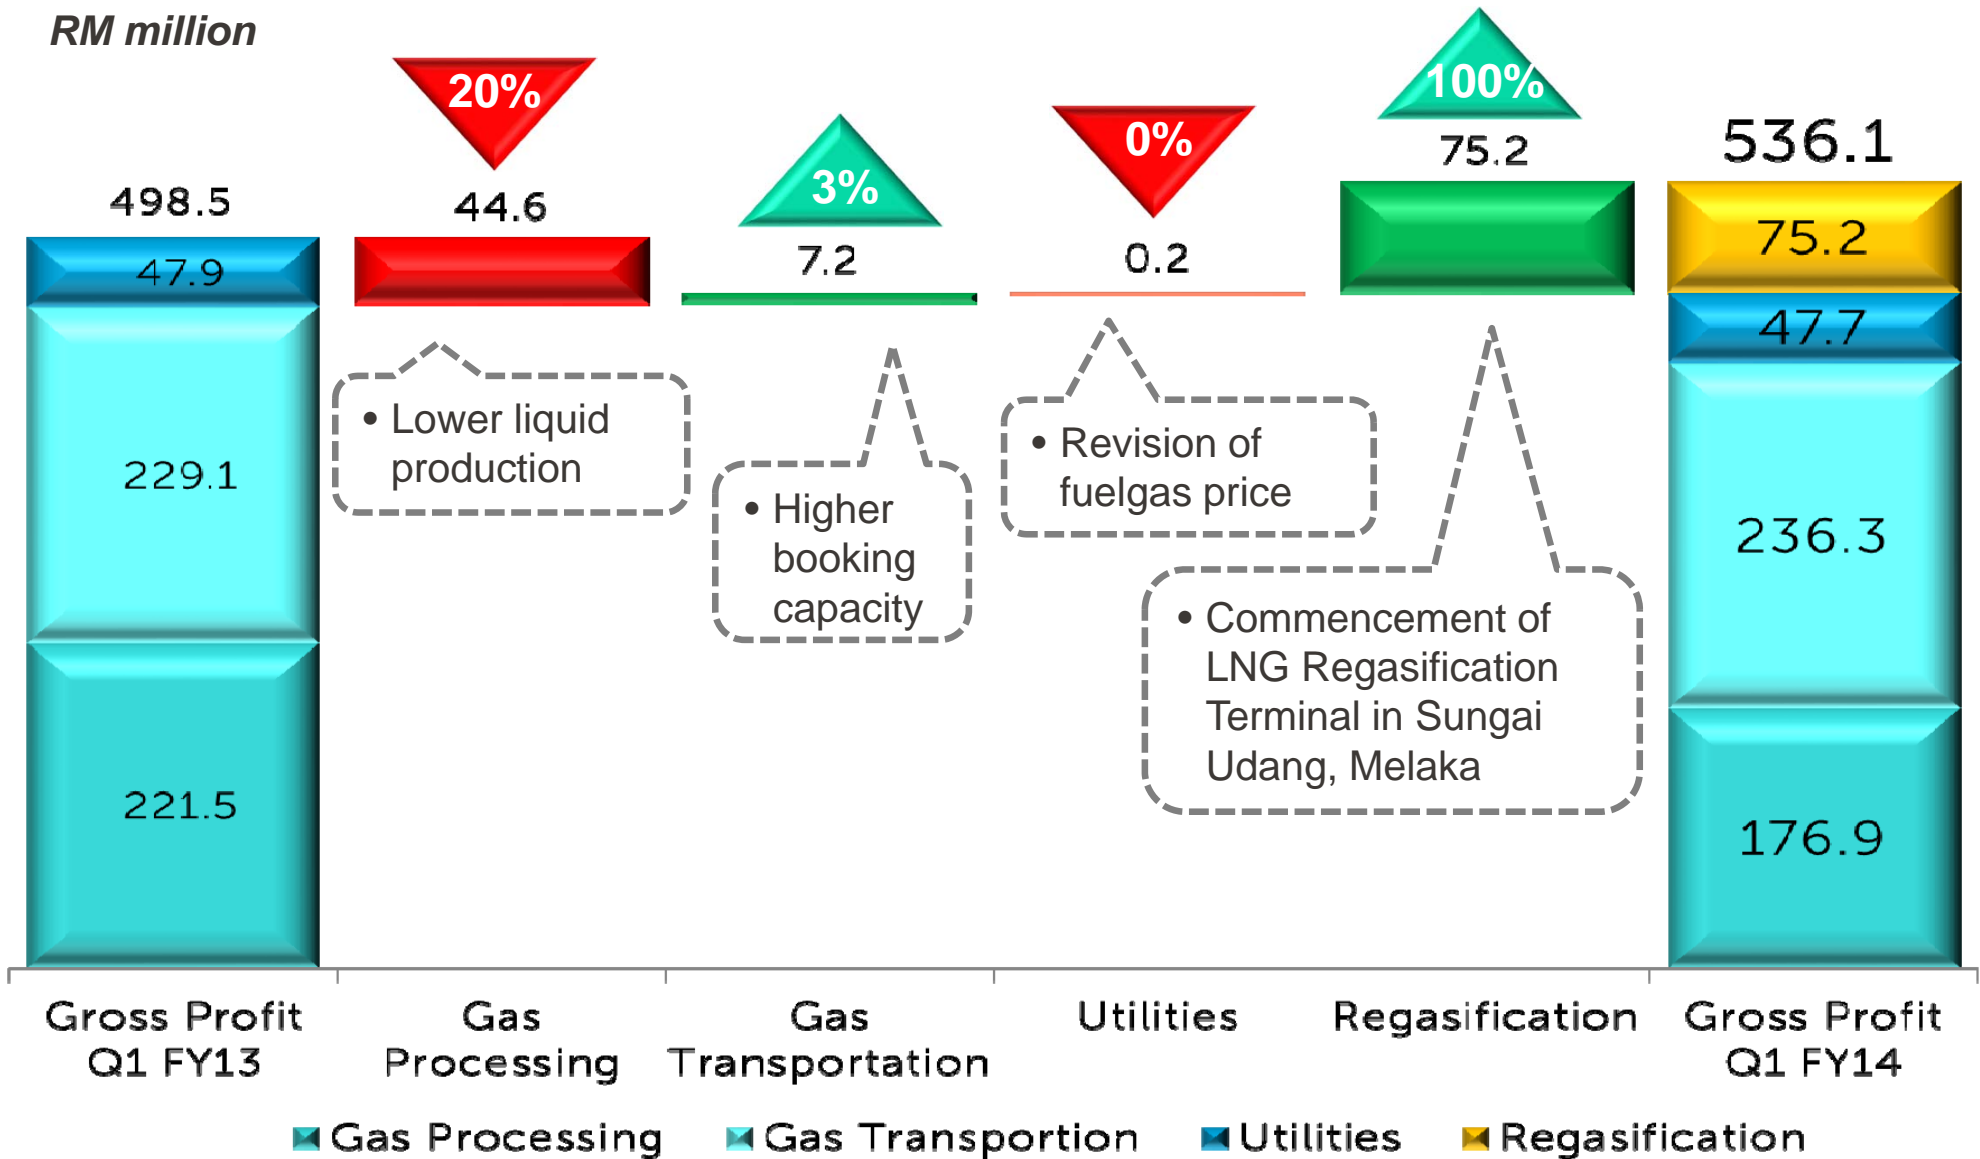 RM million
498.5
47.9
229.1
221.5
20%
44.6
• Lower liquid
production
3%
7.2
• Higher
booking
capacity
0%
0.2
• Revision of
fuelgas price
100%
75.2
• Commencement of
LNG Regasification
Terminal in Sungai
Udang, Melaka
536.1
75.2
47.7
236.3
176.9
Gross Profit
Q1 FY13
Gas
Processing
Gas
Transportation
Utilities
Regasification
Gross Profit
Q1 FY14
Gas Processing
Gas Transportion
Utilities
Regasification